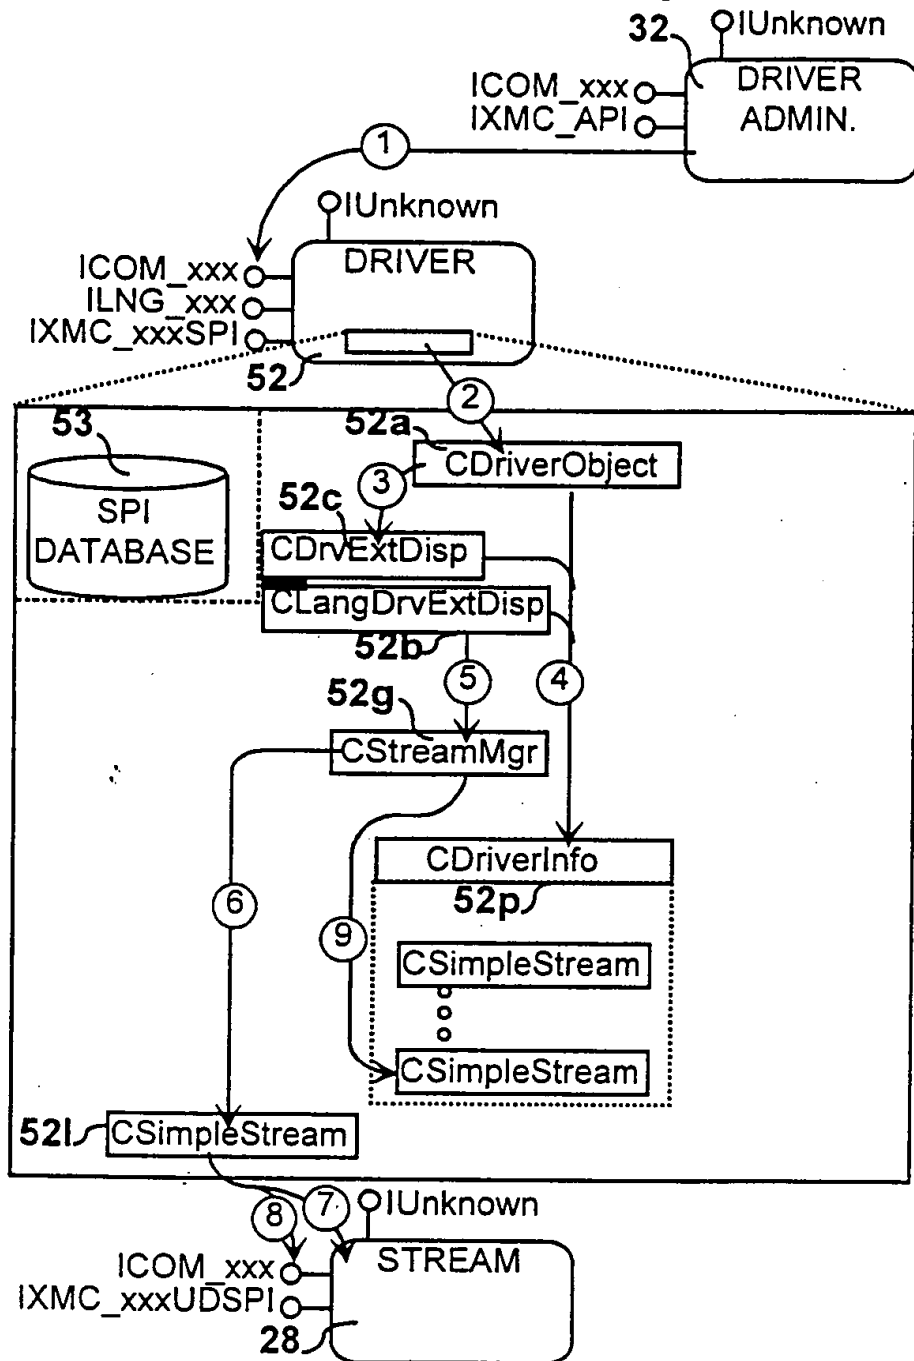 IUnknown
32
DRIVER
ADMIN.
ICOM_xxx
IXMC_API
1
IUnknown
DRIVER
ICOM_xxx
ILNG_xxx
IXMC_xxxSPI
52
2
53
SPI
DATABASE
52a
CDriverObject
3
52c
CDrvExtDisp
CLangDrvExtDisp
52b
5
4
52g
CStreamMgr
CDriverInfo
52p
6
9
CSimpleStream
CSimpleStream
52l
CSimpleStream
8
7
IUnknown
ICOM_xxx
STREAM
IXMC_xxxUDSPI
28